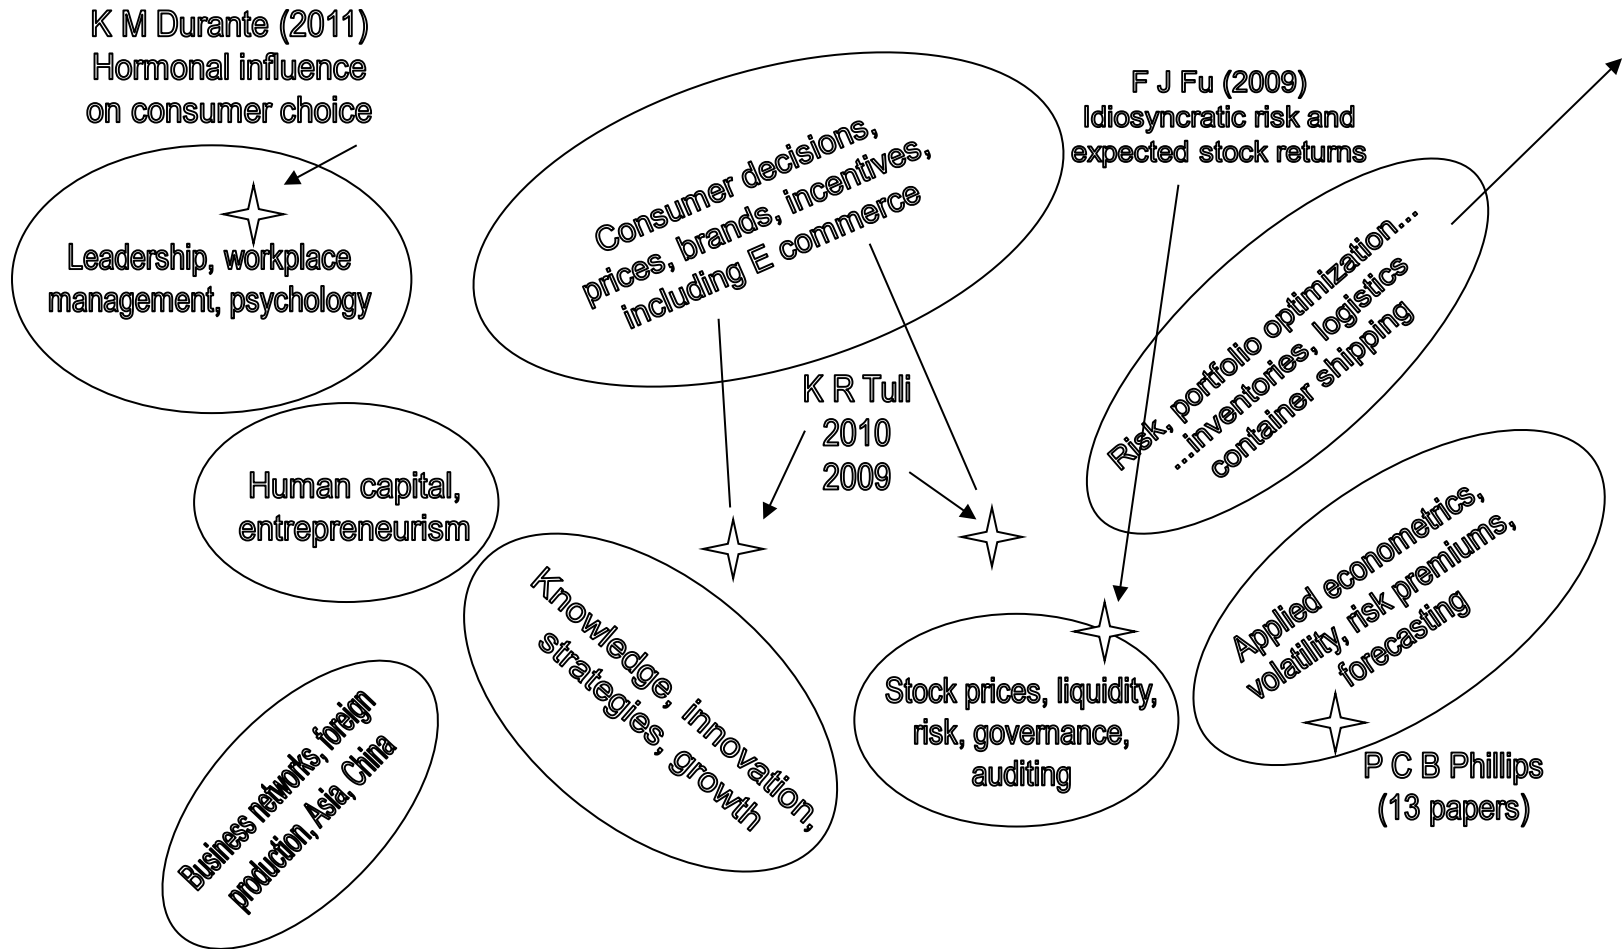 K M Durante (2011)
Hormonal influence
on consumer choice
Leadership, workplace
management, psychology
Consumer decisions,
prices, brands, incentives,
including E commerce
F J Fu (2009)
Idiosyncratic risk and
expected stock returns
Risk, portfolio optimization…
…inventories, logistics
container shipping
K R Tuli
2010
2009
Human capital,
entrepreneurism
Knowledge, innovation,
strategies, growth
Applied econometrics,
volatility, risk premiums,
forecasting
Stock prices, liquidity,
risk, governance,
auditing
Business networks, foreign
production, Asia, China
P C B Phillips
(13 papers)